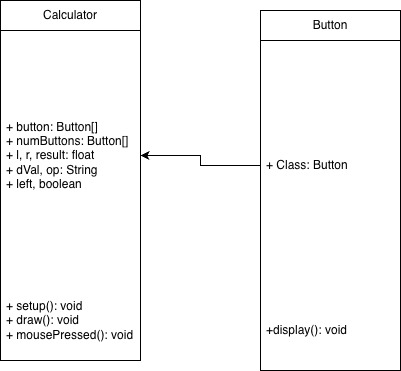 Calculator
+ button: Button[]
+ numButtons: Button[]
+ l, r, result: float
+ dVal, op: String
+ left, boolean
+ setup(): void
+ draw(): void
+ mousePressed(): void
Button
+ Class: Button
+display(): void